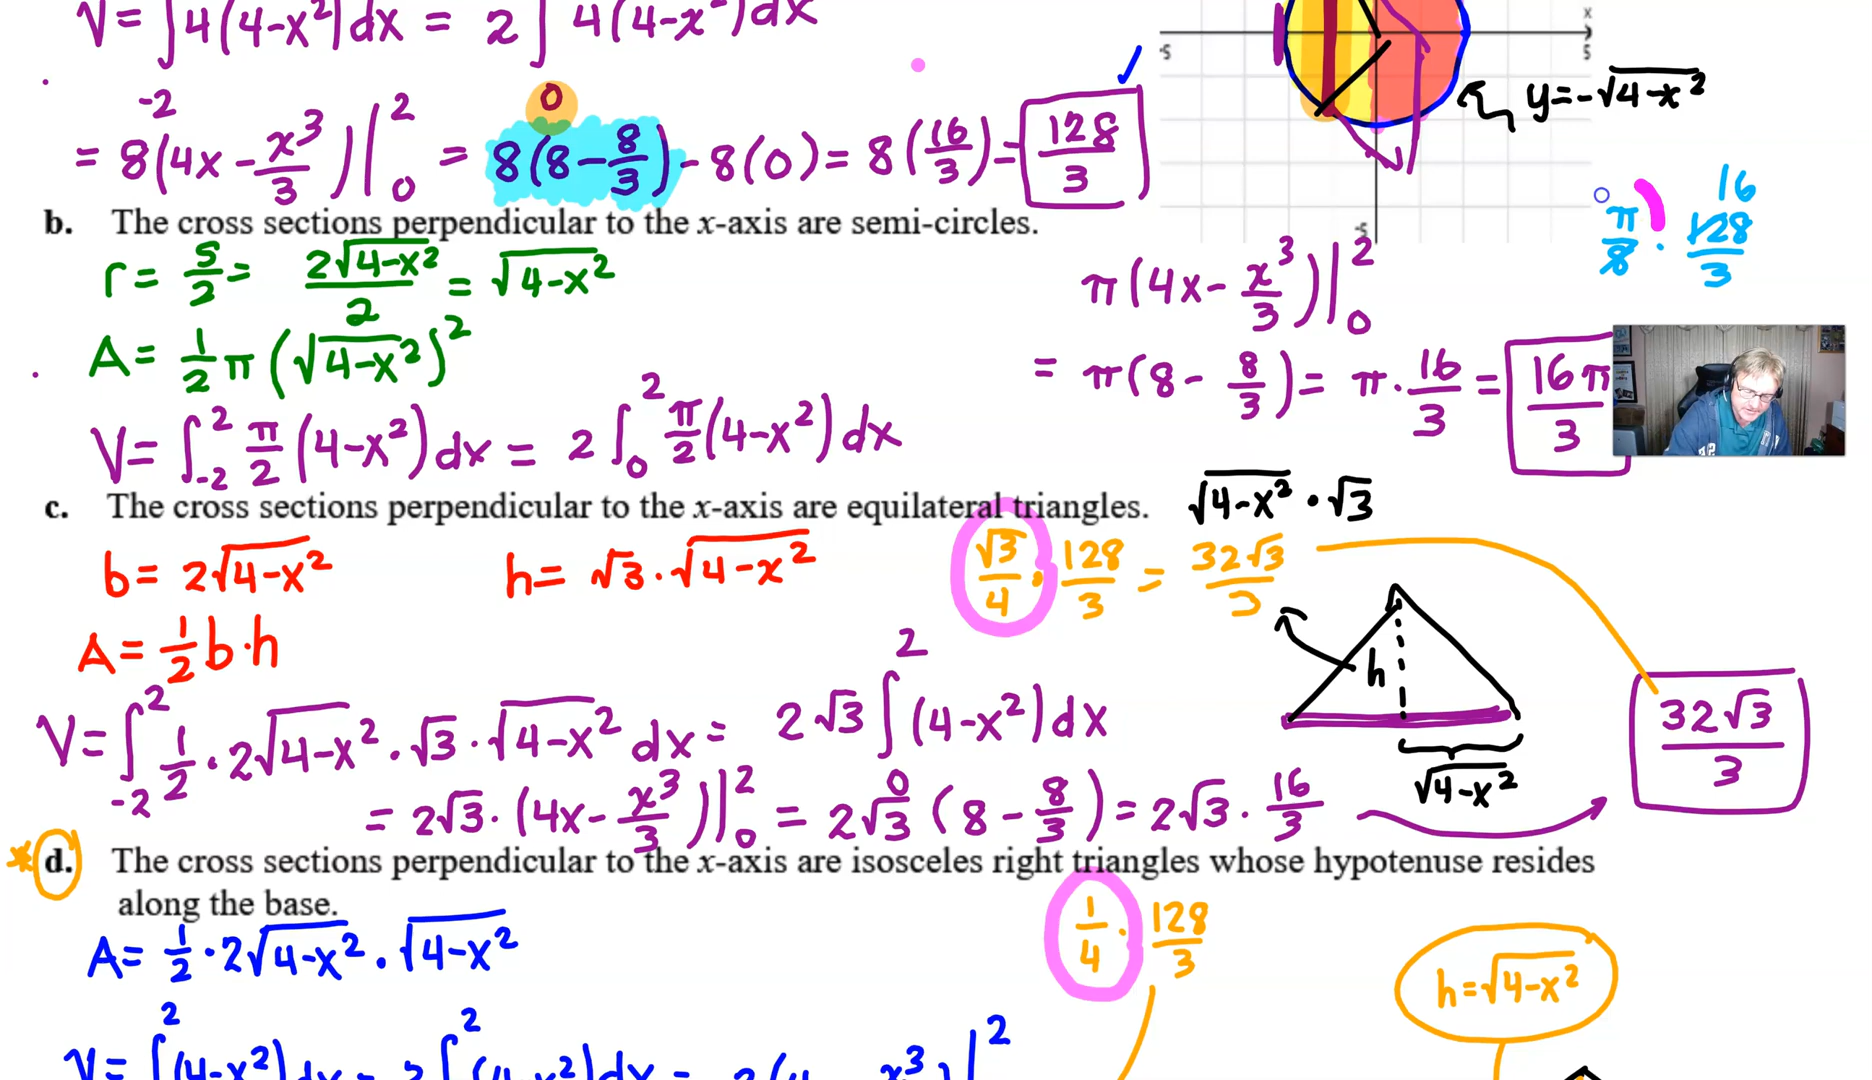 V = ∫4(4-x²)dx = 2∫4(4-x²)dx
-2
0
= 8(4x - x³/3)|₀² = 8(8 - 8/3) - 8(0) = 8(16/3) = 128/3 ✓
x
-5
5
-5
y = -√(4-x²)
b. The cross sections perpendicular to the x-axis are semi-circles.
r = s/2 = 2√(4-x²)/2 = √(4-x²)
A = ½π(√(4-x²))²
V = ∫₋₂² π/2 (4-x²)dx = 2∫₀² π/2 (4-x²)dx
π(4x - x³/3)|₀²
= π(8 - 8/3) = π · 16/3 = 16π/3
16
π/8 · 128/3
c. The cross sections perpendicular to the x-axis are equilateral triangles.
√(4-x²) · √3
b = 2√(4-x²)
h = √3 · √(4-x²)
√3/4 · 128/3 = 32√3/3
A = ½b·h
h
√(4-x²)
V = ∫₋₂² ½ · 2√(4-x²) · √3 · √(4-x²) dx = 2√3 ∫₀² (4-x²)dx
= 2√3 · (4x - x³/3)|₀² = 2√3 (8 - 8/3) = 2√3 · 16/3
32√3/3
*d. The cross sections perpendicular to the x-axis are isosceles right triangles whose hypotenuse resides
along the base.
A = ½ · 2√(4-x²) · √(4-x²)
1/4 · 128/3
h = √(4-x²)